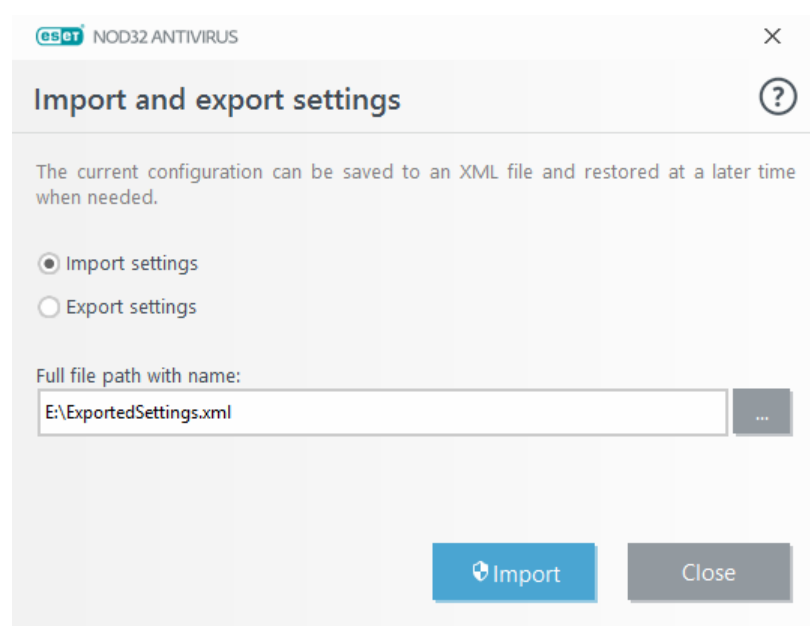 eset NOD32 ANTIVIRUS
Import and export settings
?
The current configuration can be saved to an XML file and restored at a later time
when needed.
Import settings
Export settings
Full file path with name:
E:\ExportedSettings.xml
...
Import
Close